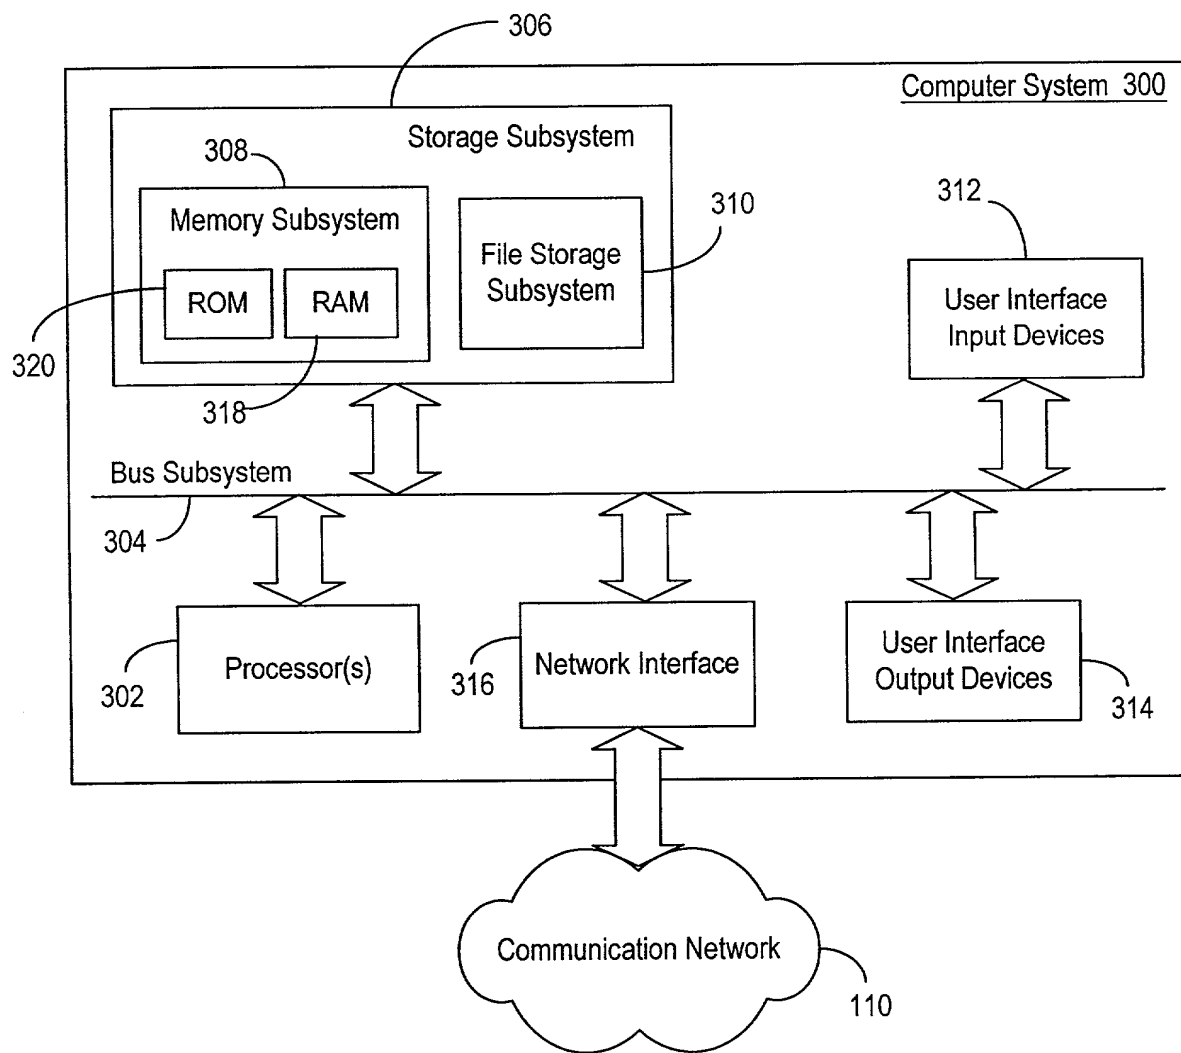 306
Computer System 300
Storage Subsystem
308
Memory Subsystem
310
312
File Storage
Subsystem
User Interface
Input Devices
ROM
RAM
320
318
Bus Subsystem
304
Processor(s)
302
Network Interface
316
User Interface
Output Devices
314
Communication Network
110